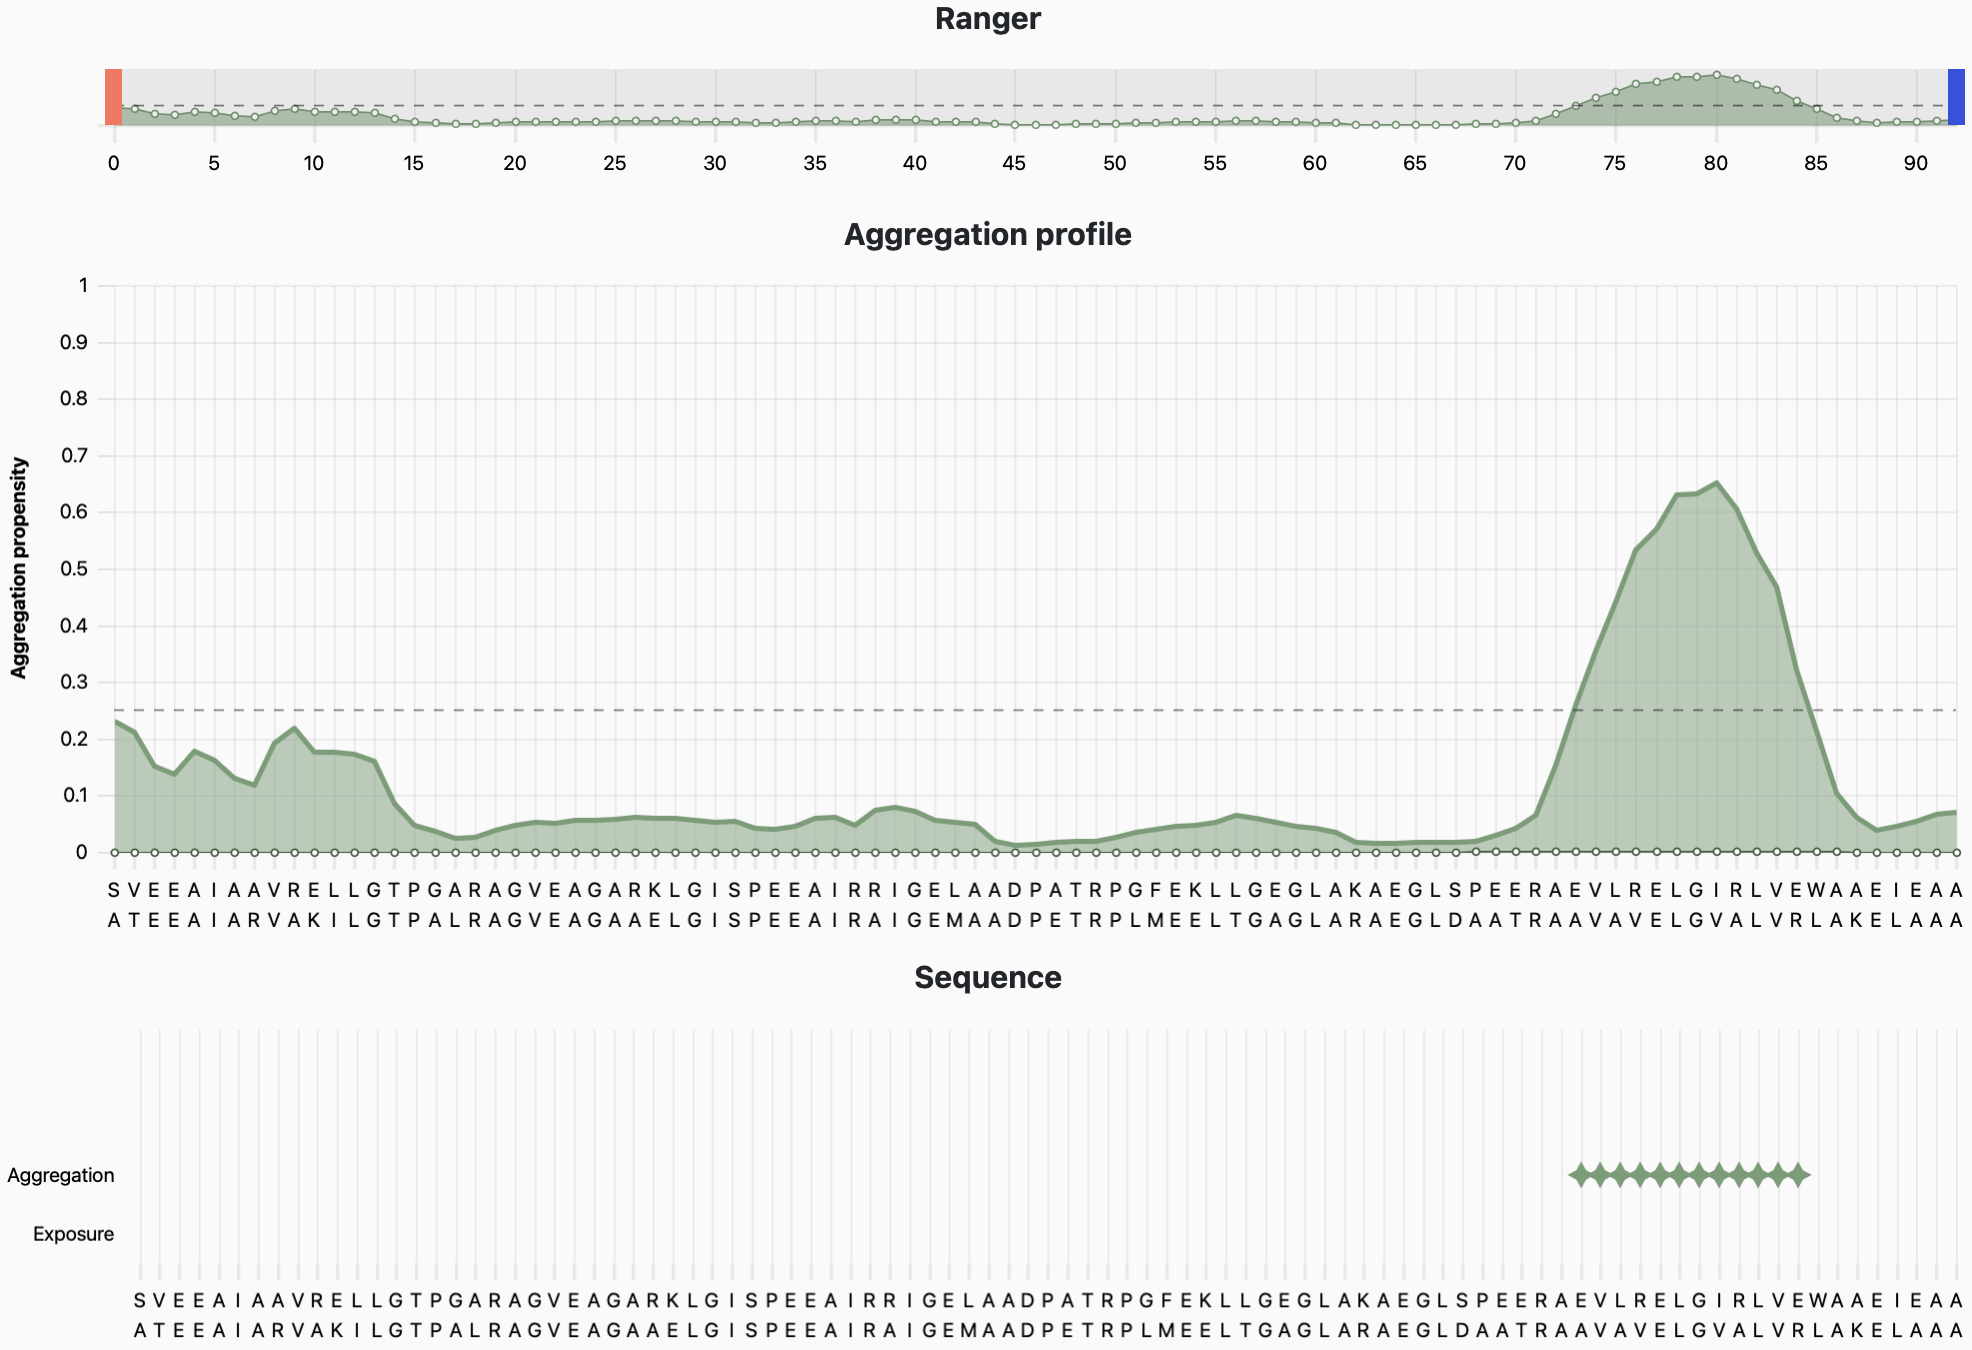 Ranger
0 5 10 15 20 25 30 35 40 45 50 55 60 65 70 75 80 85 90
Aggregation profile
Aggregation propensity
1
0.9
0.8
0.7
0.6
0.5
0.4
0.3
0.2
0.1
0
S V E E A I A A V R E L L G T P G A R A G V E A G A R K L G I S P E E A I R R I G E L A A D P A T R P G F E K L L G E G L A K A E G L S P E E R A E V L R E L G I R L V E W A A E I E A A
A T E E A I A R V A K I L G T P A L R A G V E A G A A E L G I S P E E A I R A I G E M A A D P E T R P L M E E L T G A G L A R A E G L D A A T R A A V A V E L G V A L V R L A K E L A A A
Sequence
Aggregation
Exposure
S V E E A I A A V R E L L G T P G A R A G V E A G A R K L G I S P E E A I R R I G E L A A D P A T R P G F E K L L G E G L A K A E G L S P E E R A E V L R E L G I R L V E W A A E I E A A
A T E E A I A R V A K I L G T P A L R A G V E A G A A E L G I S P E E A I R A I G E M A A D P E T R P L M E E L T G A G L A R A E G L D A A T R A A V A V E L G V A L V R L A K E L A A A